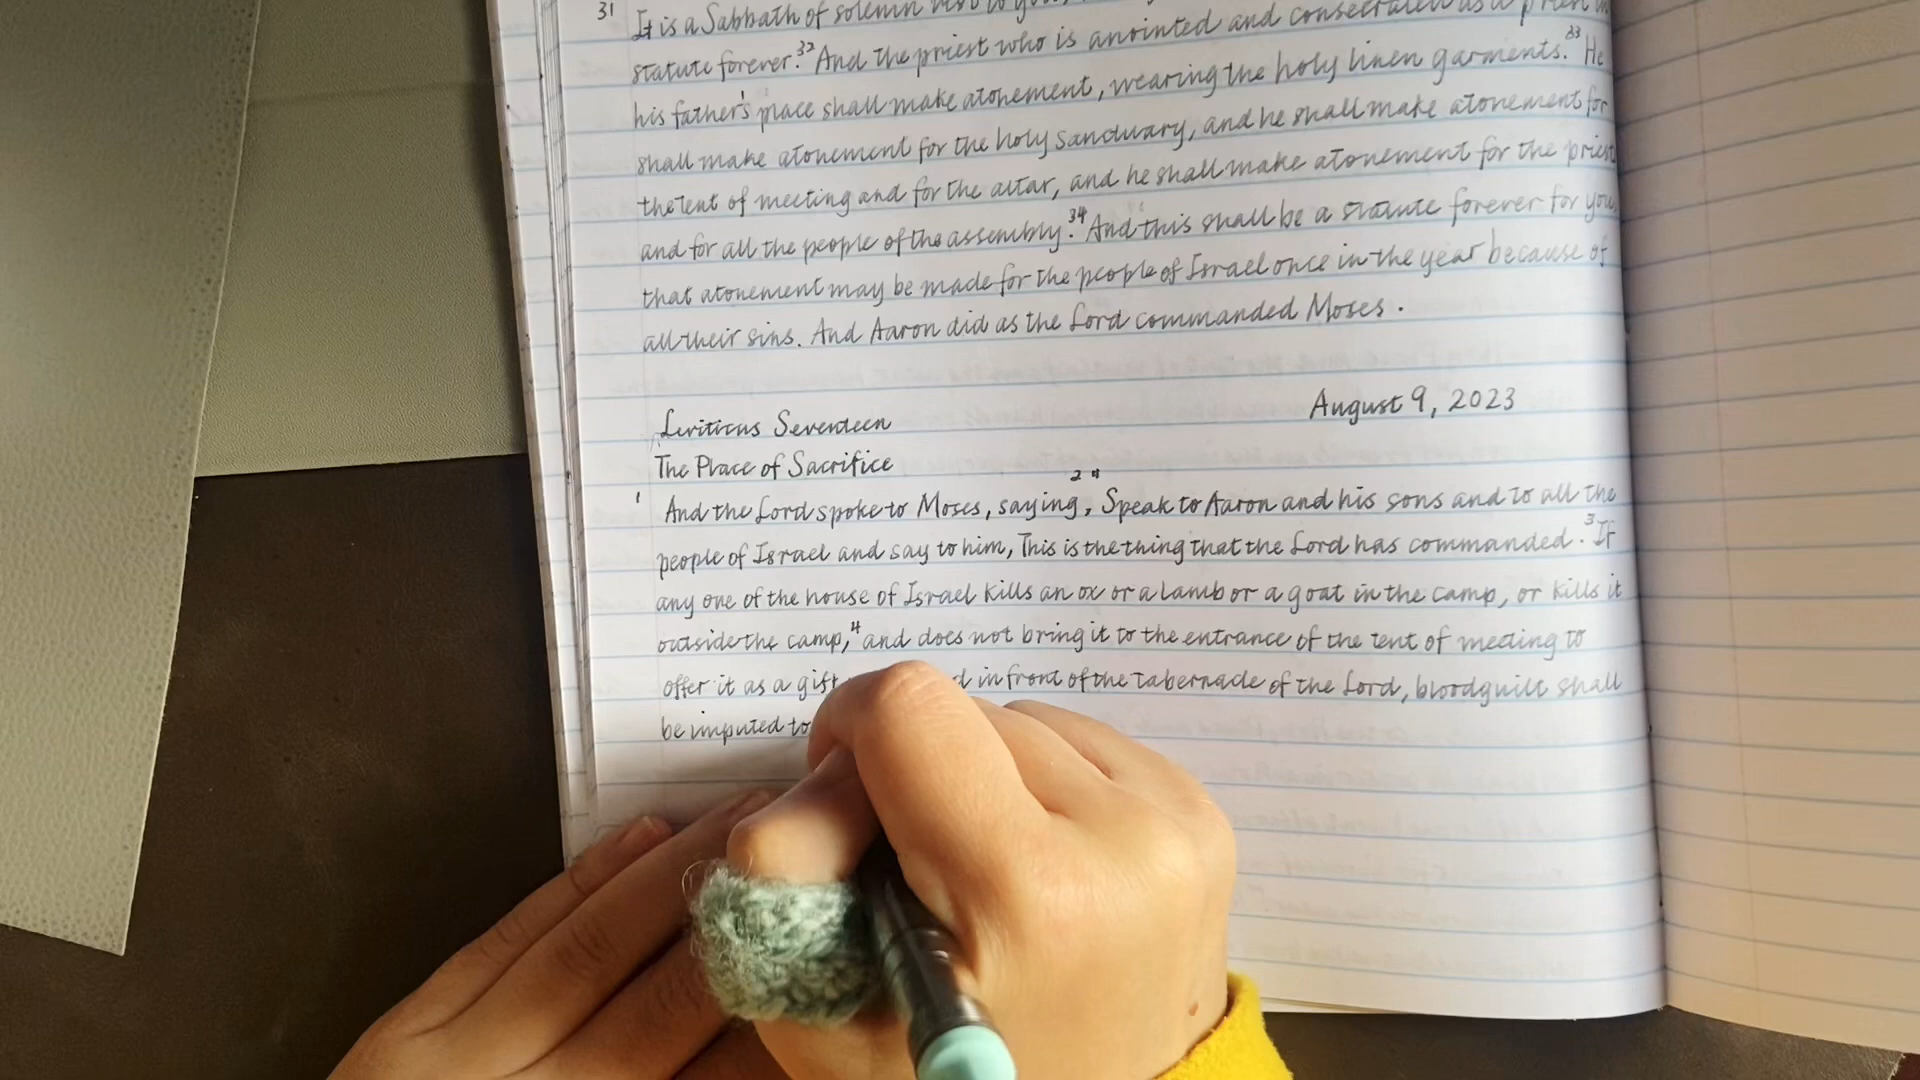 31 It is a Sabbath of solemn rest to you,
statute forever.32 And the priest who is anointed and consecrated as a priest in
his father's place shall make atonement, wearing the holy linen garments.33 He
shall make atonement for the holy sanctuary, and he shall make atonement for
the tent of meeting and for the altar, and he shall make atonement for the priest
and for all the people of the assembly.34 And this shall be a statute forever for you,
that atonement may be made for the people of Israel once in the year because of
all their sins. And Aaron did as the Lord commanded Moses.
August 9, 2023
Leviticus Seventeen
The Place of Sacrifice
1 And the Lord spoke to Moses, saying,2 " Speak to Aaron and his sons and to all the
people of Israel and say to him, This is the thing that the Lord has commanded.3 If
any one of the house of Israel kills an ox or a lamb or a goat in the camp, or kills it
outside the camp,4 and does not bring it to the entrance of the tent of meeting to
offer it as a gift in front of the tabernacle of the Lord, bloodguilt shall
be imputed to